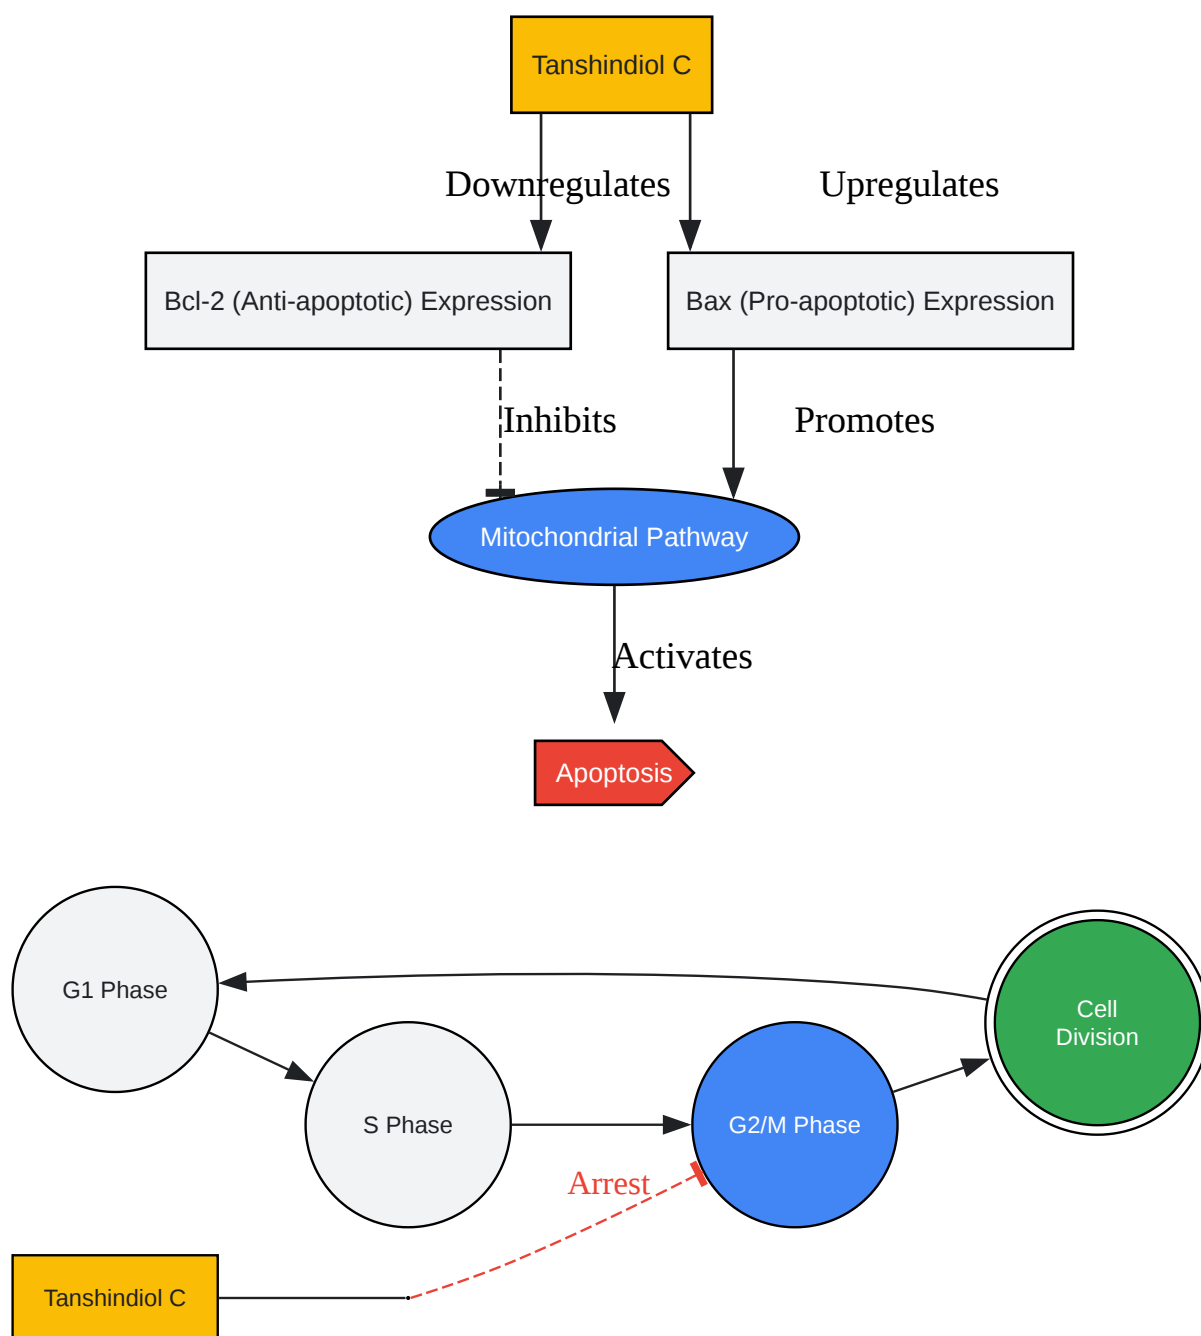 Tanshindiol C
Downregulates
Upregulates
Bcl-2 (Anti-apoptotic) Expression
Bax (Pro-apoptotic) Expression
Inhibits
Promotes
Mitochondrial Pathway
Activates
Apoptosis
G1 Phase
Cell
Division
S Phase
G2/M Phase
Arrest
Tanshindiol C